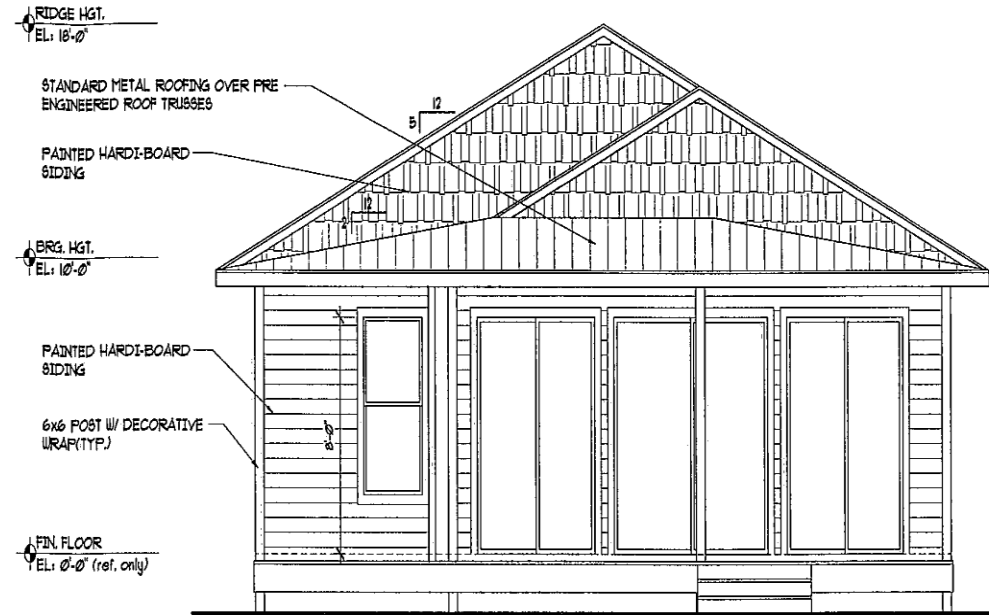 RIDGE HGT.
EL: 18'-0"
STANDARD METAL ROOFING OVER PRE
ENGINEERED ROOF TRUSSES
12
5
PAINTED HARDI-BOARD
SIDING
12
2
BRG. HGT.
EL: 10'-0"
PAINTED HARDI-BOARD
SIDING
6x6 POST W/ DECORATIVE
WRAP(TYP.)
8'-0"
FIN. FLOOR
EL: 0'-0" (ref. only)